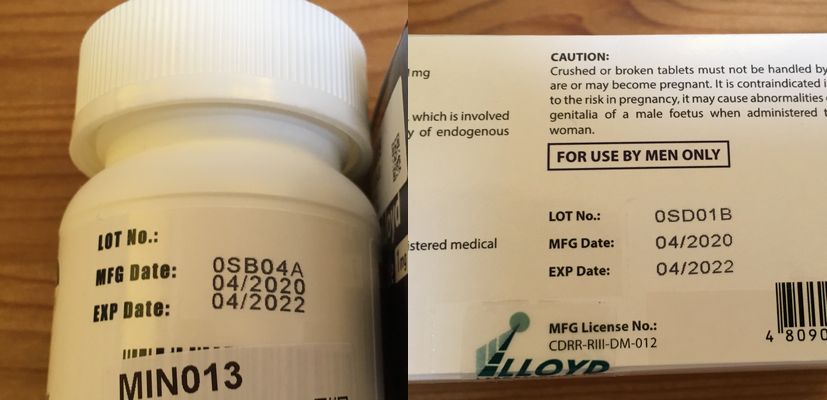 LOT No.:
MFG Date: 0SB04A
04/2020
EXP Date: 04/2022
MIN013
loyd
1mg
mg
which is involved
y of endogenous
istered medical
CAUTION:
Crushed or broken tablets must not be handled by
are or may become pregnant. It is contraindicated
to the risk in pregnancy, it may cause abnormalities
genitalia of a male foetus when administered
woman.
FOR USE BY MEN ONLY
LOT No.: 0SD01B
MFG Date: 04/2020
EXP Date: 04/2022
MFG License No.:
CDRR-RIII-DM-012
LLOYD
4 8090